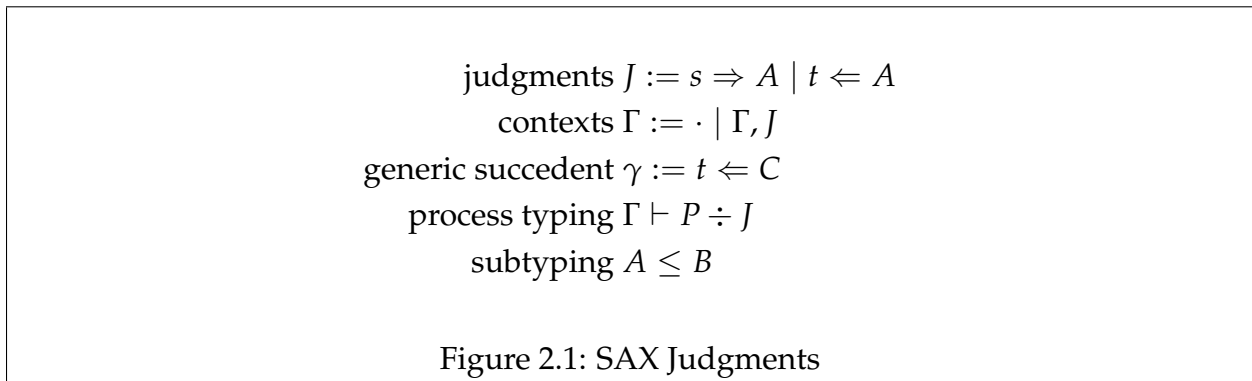 judgments J := s ⇒ A | t ⇐ A
contexts Γ := · | Γ, J
generic succedent γ := t ⇐ C
process typing Γ ⊢ P ÷ J
subtyping A ≤ B
Figure 2.1: SAX Judgments